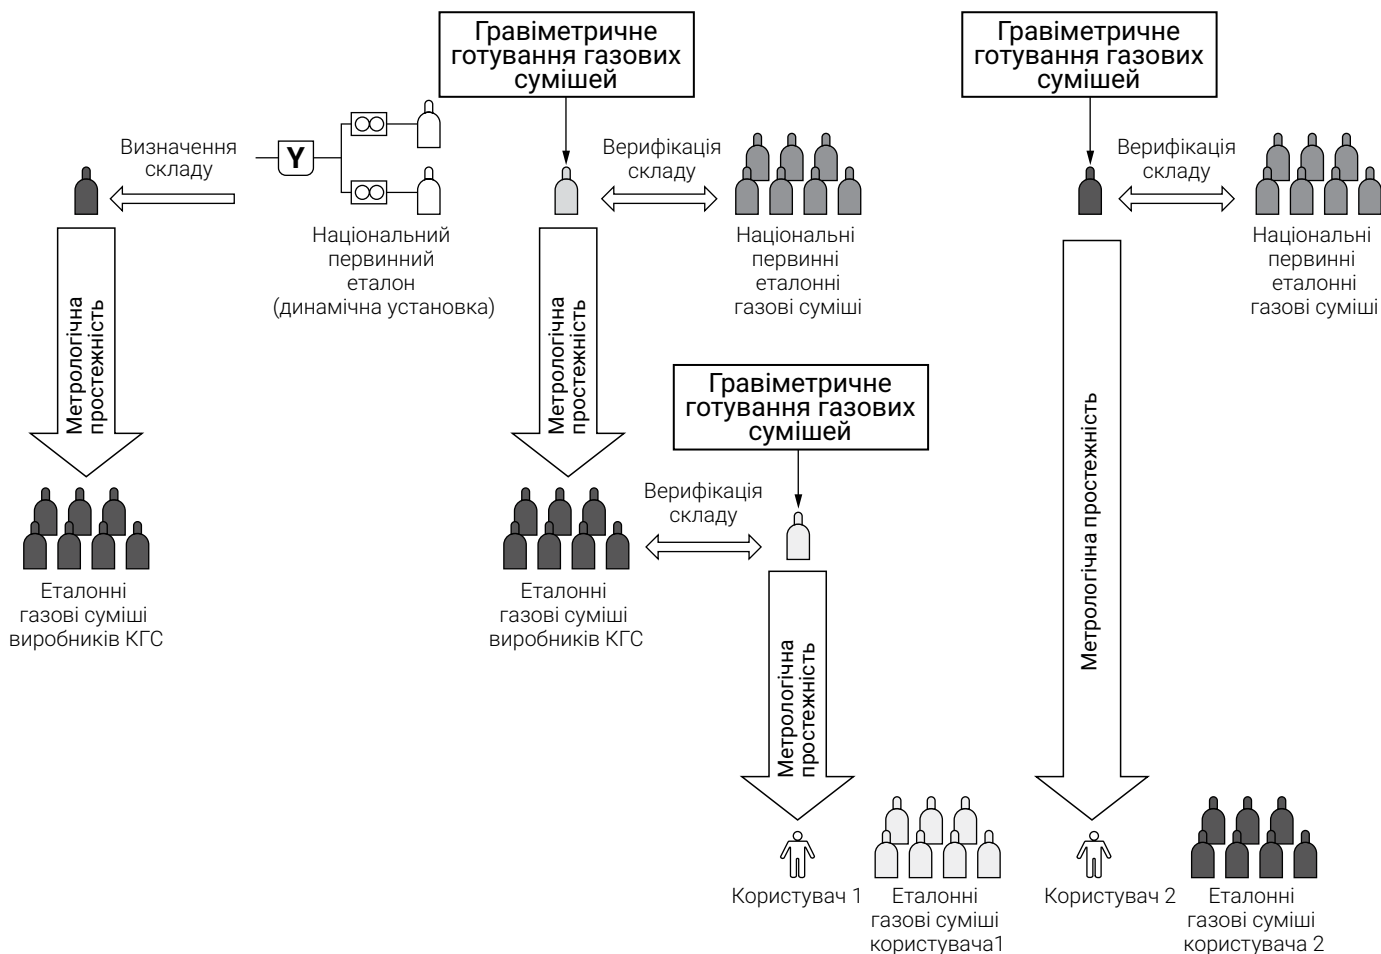 Гравіметричне
готування газових
сумішей
Гравіметричне
готування газових
сумішей
Визначення
складу
Y
Верифікація
складу
Верифікація
складу
Національний
первинний
еталон
(динамічна установка)
Національні
первинні
еталонні
газові суміші
Національні
первинні
еталонні
газові суміші
Метрологічна
простежність
Метрологічна
простежність
Метрологічна простежність
Гравіметричне
готування газових
сумішей
Верифікація
складу
Еталонні
газові суміші
виробників КГС
Еталонні
газові суміші
виробників КГС
Метрологічна
простежність
Користувач 1
Еталонні
газові суміші
користувача1
Користувач 2
Еталонні
газові суміші
користувача 2